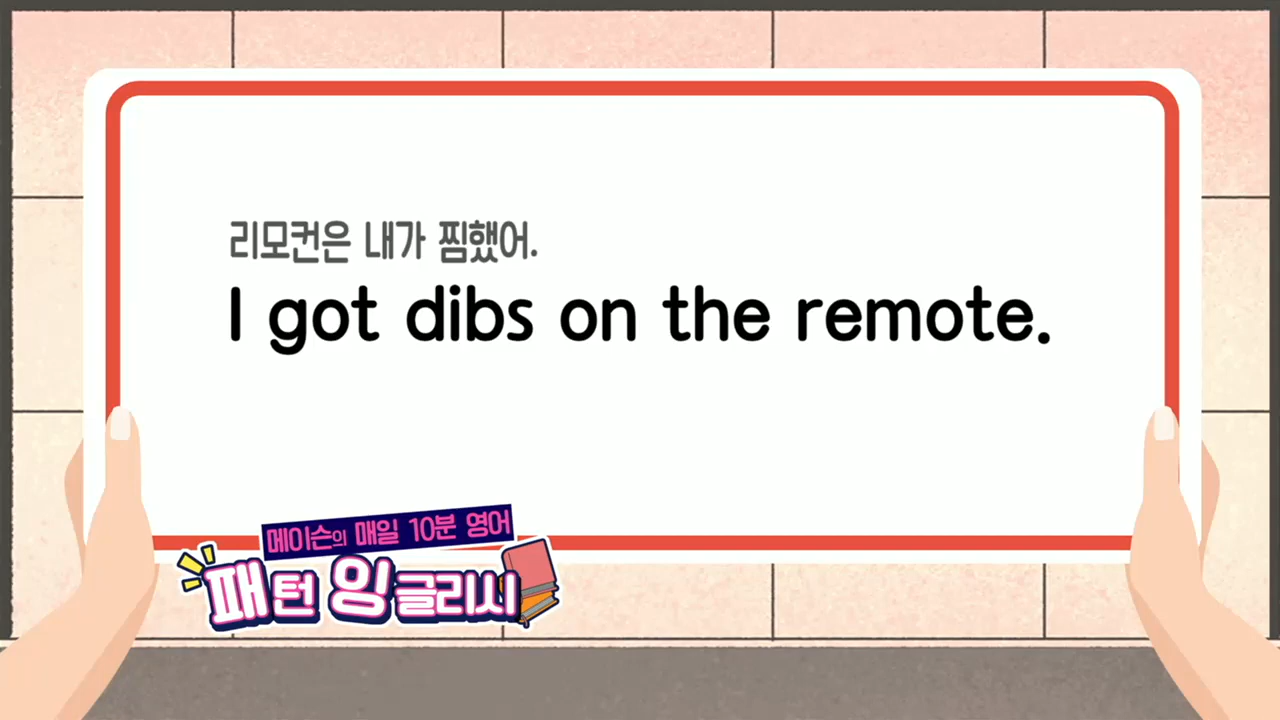 리모컨은 내가 찜했어.
I got dibs on the remote.
메이슨의 매일 10분 영어
패턴 잉글리시